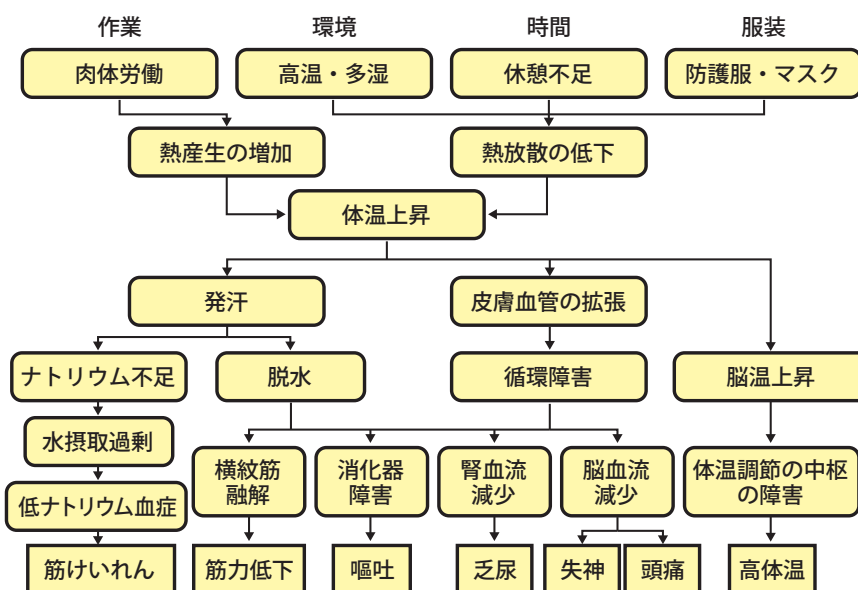 作業
環境
時間
服装
肉体労働
高温・多湿
休憩不足
防護服・マスク
熱産生の増加
熱放散の低下
体温上昇
発汗
皮膚血管の拡張
ナトリウム不足
脱水
循環障害
脳温上昇
水摂取過剰
横紋筋
融解
消化器
障害
腎血流
減少
脳血流
減少
体温調節の中枢
の障害
低ナトリウム血症
筋けいれん
筋力低下
嘔吐
乏尿
失神
頭痛
高体温